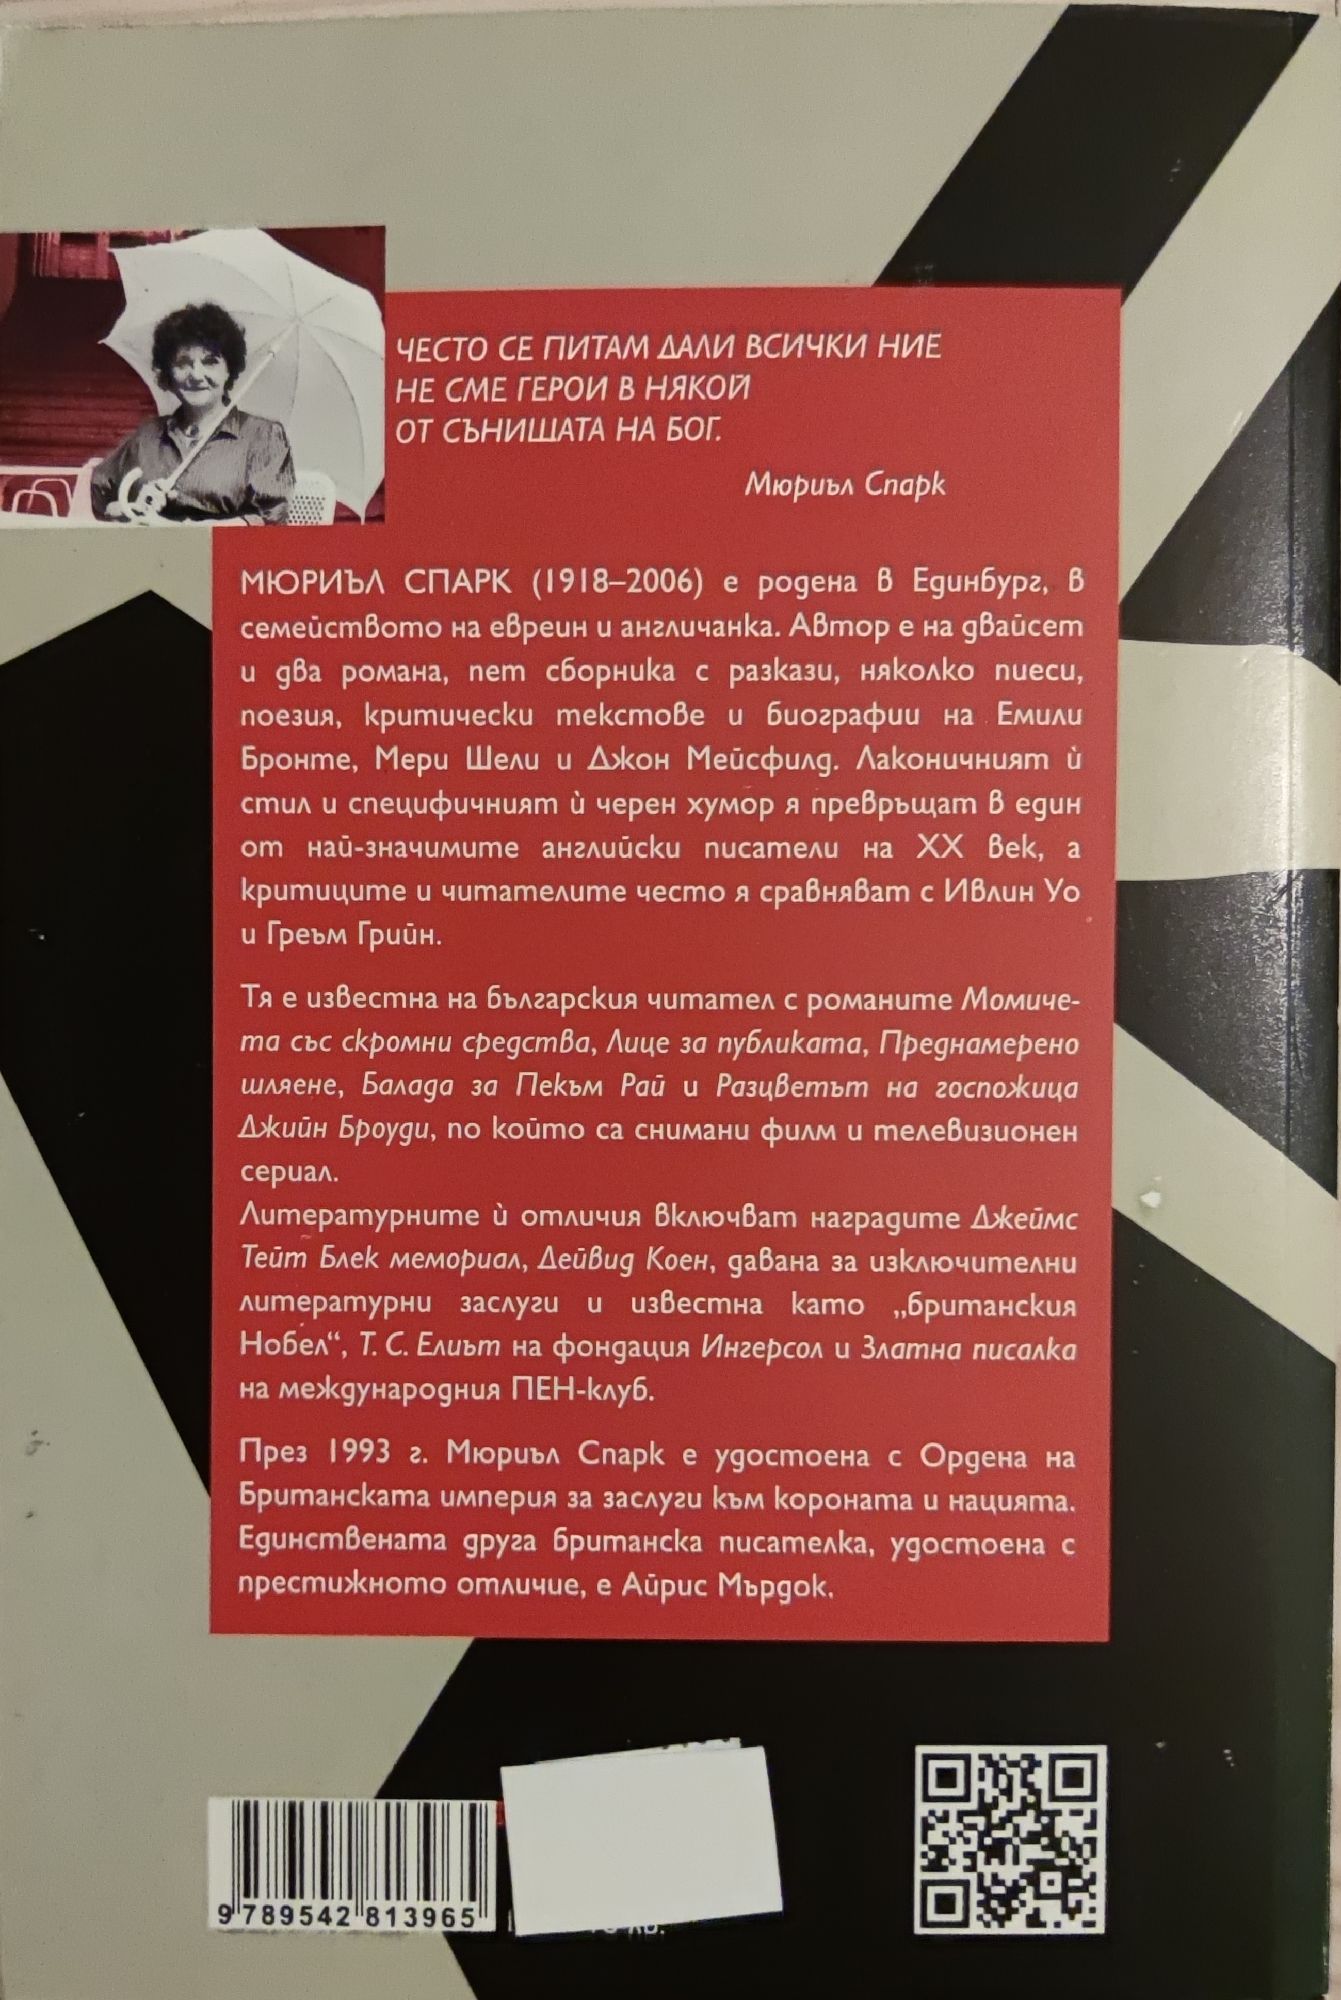 ЧЕСТО СЕ ПИТАМ ДАЛИ ВСИЧКИ НИЕ
НЕ СМЕ ГЕРОИ В НЯКОЙ
ОТ СЪНИЩАТА НА БОГ.
Мюриъл Спарк
МЮРИЪЛ СПАРК (1918–2006) е родена в Единбург, в
семейството на евреин и англичанка. Автор е на двайсет
и два романа, пет сборника с разкази, няколко пиеси,
поезия, критически текстове и биографии на Емили
Бронте, Мери Шели и Джон Мейсфилд. Лаконичният ѝ
стил и специфичният ѝ черен хумор я превръщат в един
от най-значимите английски писатели на XX век, а
критиците и читателите често я сравняват с Ивлин Уо
и Греъм Грийн.
Тя е известна на българския читател с романите Момиче-
та със скромни средства, Лице за публиката, Преднамерено
шляене, Балада за Пекъм Рай и Разцветът на госпожица
Джийн Броуди, по който са снимани филм и телевизионен
сериал.
Литературните ѝ отличия включват наградите Джеймс
Тейт Блек мемориал, Дейвид Коен, давана за изключителни
литературни заслуги и известна като „британския
Нобел“, Т. С. Елиът на фондация Ингерсол и Златна писалка
на международния ПЕН-клуб.
През 1993 г. Мюриъл Спарк е удостоена с Ордена на
Британската империя за заслуги към короната и нацията.
Единствената друга британска писателка, удостоена с
престижното отличие, е Айрис Мърдок.
9 789542 813965
лв.